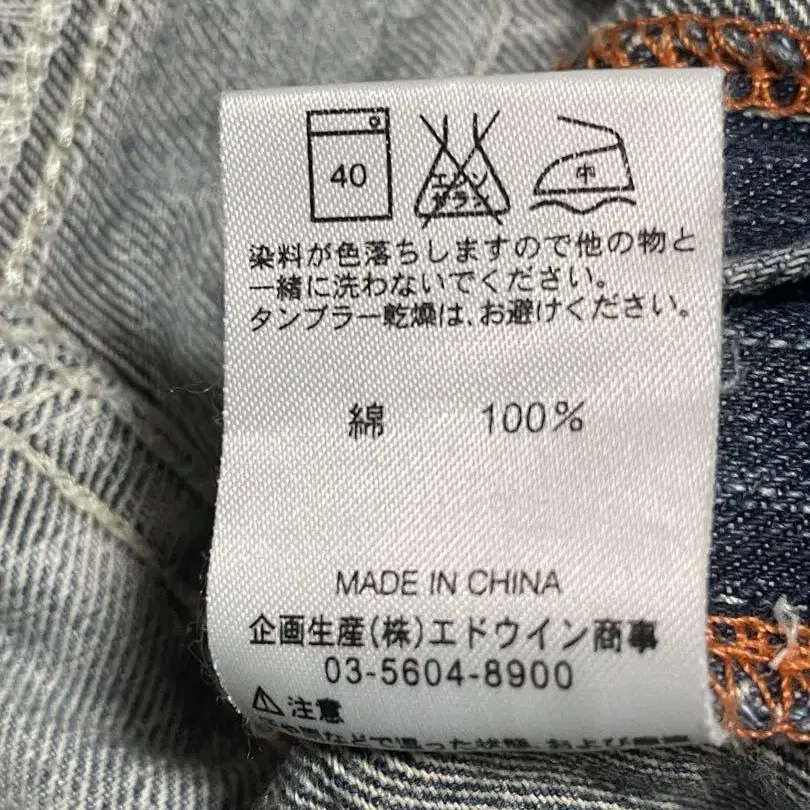 40
エンソ
サラシ
中
染料が色落ちしますので他の物と
一緒に洗わないでください。
タンブラー乾燥は、お避けください。
綿 100%
MADE IN CHINA
企画生産(株)エドウイン商事
03-5604-8900
⚠注意